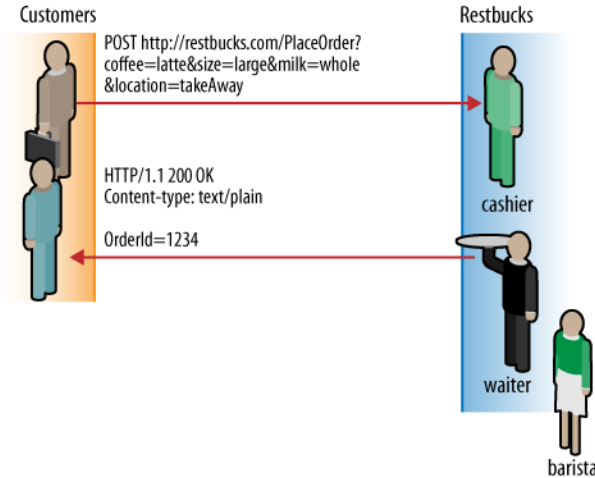 Customers
Restbucks
POST http://restbucks.com/PlaceOrder?
coffee=latte&size=large&milk=whole
&location=takeAway
cashier
HTTP/1.1 200 OK
Content-type: text/plain
OrderId=1234
waiter
barista